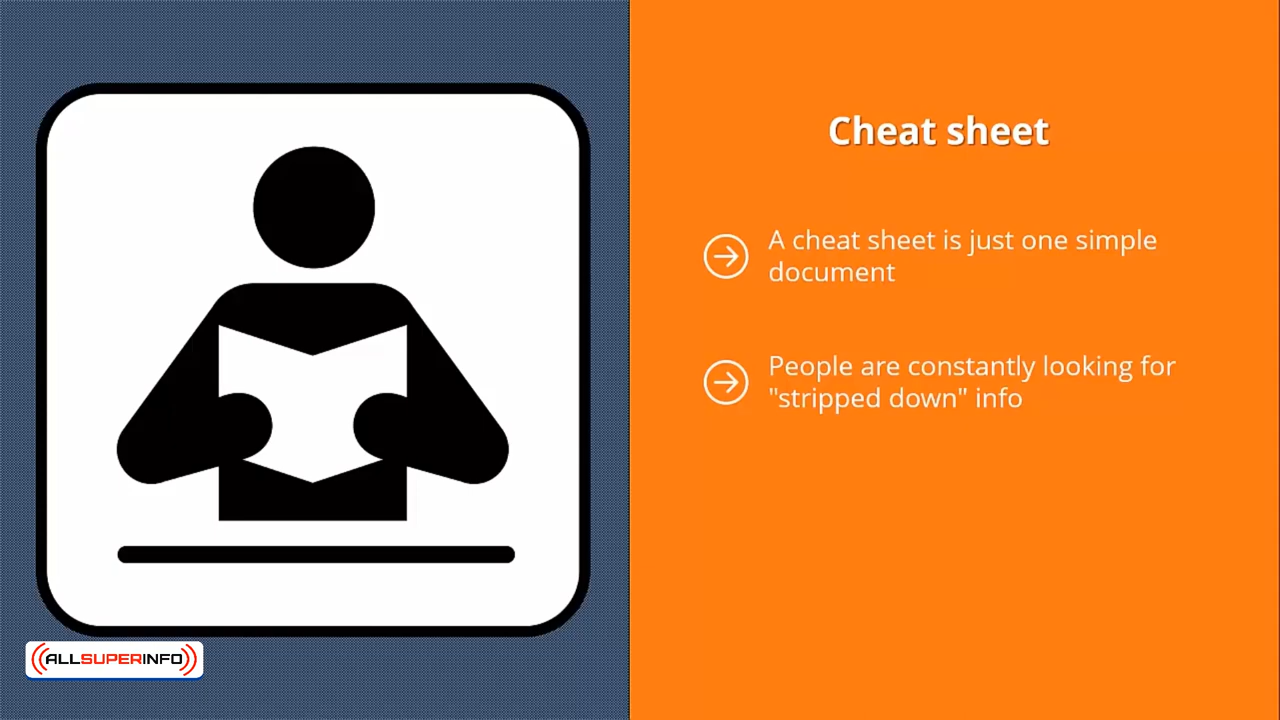 Cheat sheet
A cheat sheet is just one simple
document
People are constantly looking for
"stripped down" info
ALLSUPERINFO